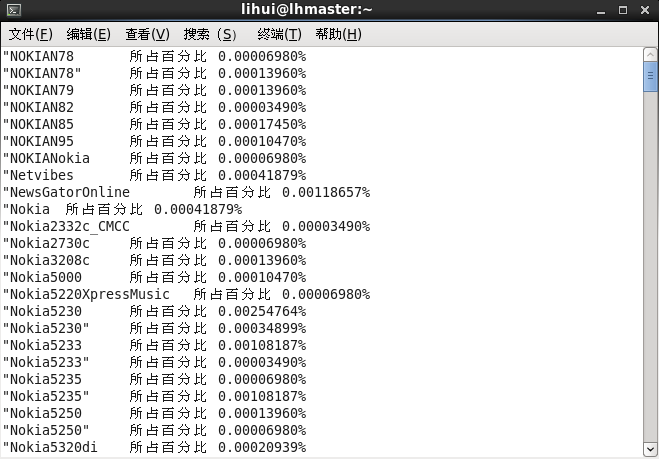 lihui@lhmaster:~
文件(F) 编辑(E) 查看(V) 搜索 (S) 终端(T) 帮助(H)
"NOKIAN78 所占百分比 0.00006980%
"NOKIAN78" 所占百分比 0.00013960%
"NOKIAN79 所占百分比 0.00013960%
"NOKIAN82 所占百分比 0.00003490%
"NOKIAN85 所占百分比 0.00017450%
"NOKIAN95 所占百分比 0.00010470%
"NOKIANokia 所占百分比 0.00006980%
"Netvibes 所占百分比 0.00041879%
"NewsGatorOnline 所占百分比 0.00118657%
"Nokia 所占百分比 0.00041879%
"Nokia2332c_CMCC 所占百分比 0.00003490%
"Nokia2730c 所占百分比 0.00006980%
"Nokia3208c 所占百分比 0.00013960%
"Nokia5000 所占百分比 0.00010470%
"Nokia5220XpressMusic 所占百分比 0.00006980%
"Nokia5230 所占百分比 0.00254764%
"Nokia5230" 所占百分比 0.00034899%
"Nokia5233 所占百分比 0.00108187%
"Nokia5233" 所占百分比 0.00003490%
"Nokia5235 所占百分比 0.00006980%
"Nokia5235" 所占百分比 0.00108187%
"Nokia5250 所占百分比 0.00013960%
"Nokia5250" 所占百分比 0.00006980%
"Nokia5320di 所占百分比 0.00020939%